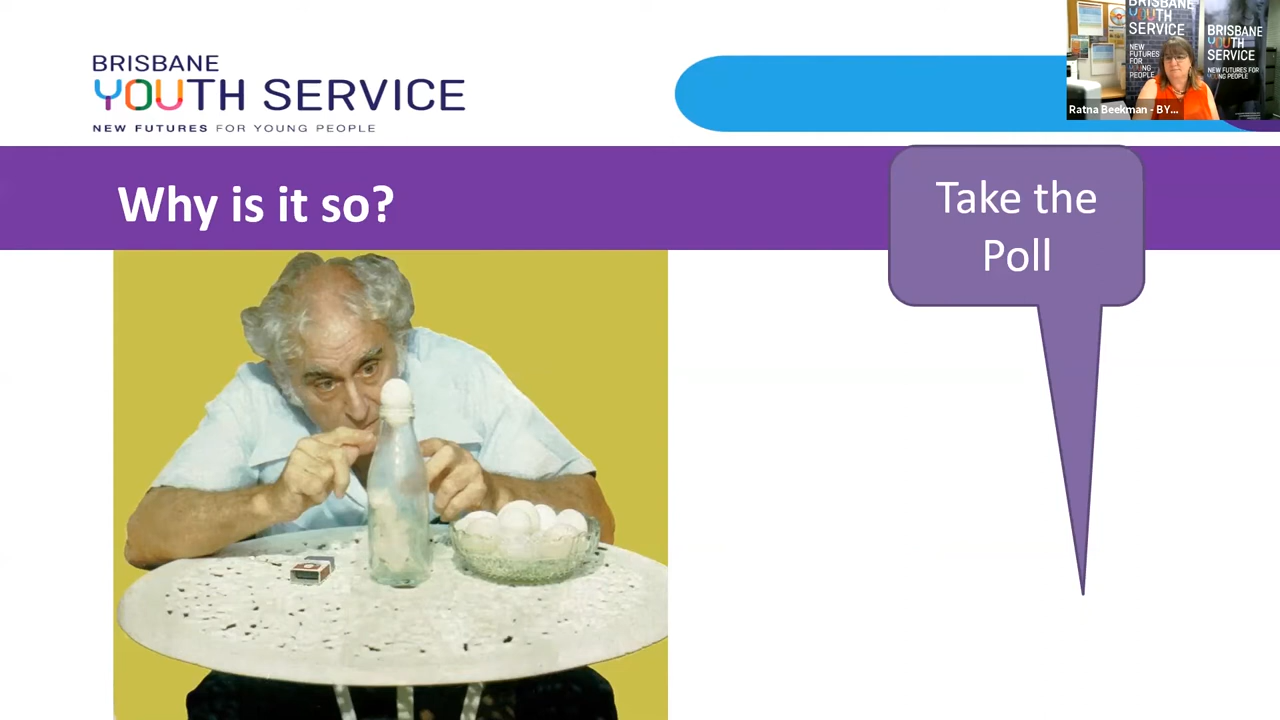 BRISBANE
YOUTH SERVICE
NEW FUTURES FOR YOUNG PEOPLE
BRISBANE
YOUTH
SERVICE
NEW
FUTURES
FOR
YOUNG
PEOPLE
BRISBANE
YOUTH
SERVICE
NEW FUTURES FOR
YOUNG PEOPLE
Ratna Beekman - BY...
Why is it so?
Take the
Poll